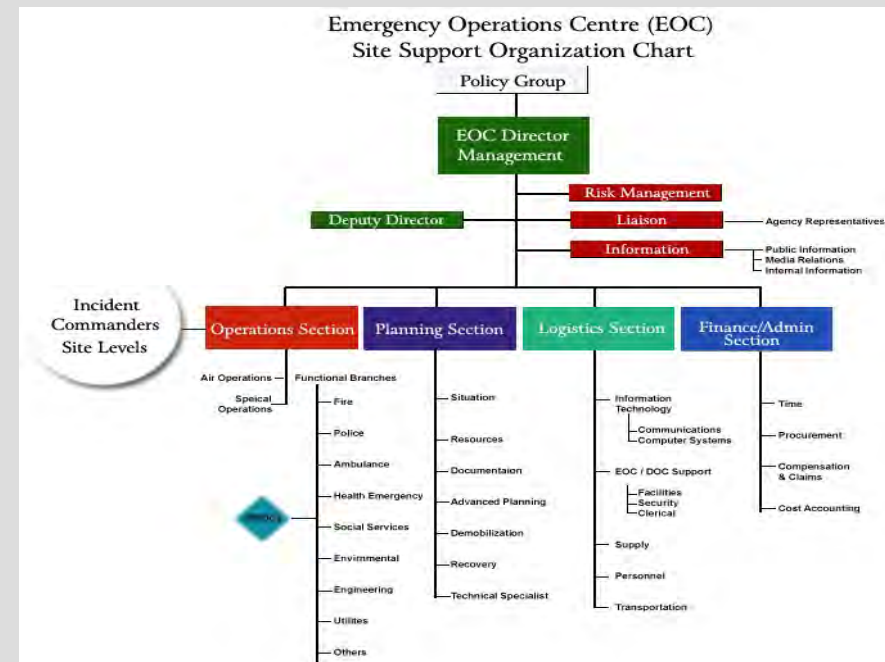 Emergency Operations Centre (EOC)
Site Support Organization Chart
Policy Group
EOC Director
Management
Risk Management
Deputy Director
Liaison
Agency Representatives
Information
Public Information
Media Relations
Internal Information
Incident
Commanders
Site Levels
Operations Section
Planning Section
Logistics Section
Finance/Admin
Section
Air Operations
Functional Branches
Speical
Operations
Fire
Police
Ambulance
Health Emergency
Social Services
Envirmmental
Engineering
Utilites
Others
Situation
Resources
Documentaion
Advanced Planning
Demobilization
Recovery
Technical Specialist
Information
Technology
Communications
Computer Systems
EOC / DOC Support
Facilities
Security
Clerical
Supply
Personnel
Transportation
Time
Procurement
Compensation
& Claims
Cost Accounting